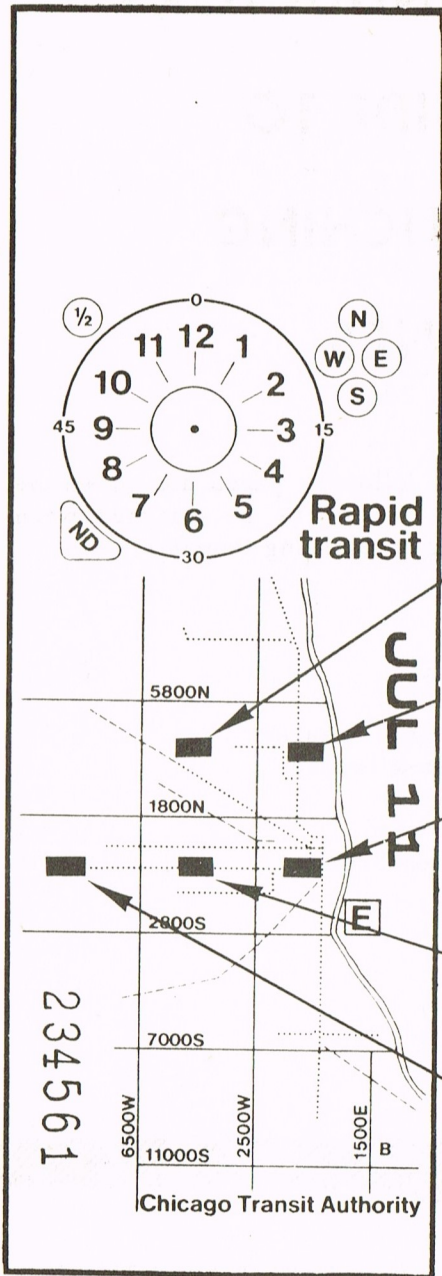 0
½
N
W E
S
11 12 1
10 2
45 9 3 15
8 4
7 6 5
ND
30
Rapid
transit
JUL 11
5800N
1800N
E
2800S
234561
7000S
6500W
2500W
1500E
B
11000S
Chicago Transit Authority